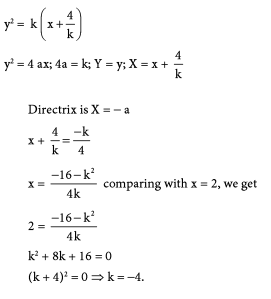 y² = k(x + 4/k)
y² = 4 ax; 4a = k; Y = y; X = x + 4/k
Directrix is X = – a
x + 4/k = –k/4
x = (–16 – k²)/4k comparing with x = 2, we get
2 = (–16 – k²)/4k
k² + 8k + 16 = 0
(k + 4)² = 0 ⇒ k = –4.